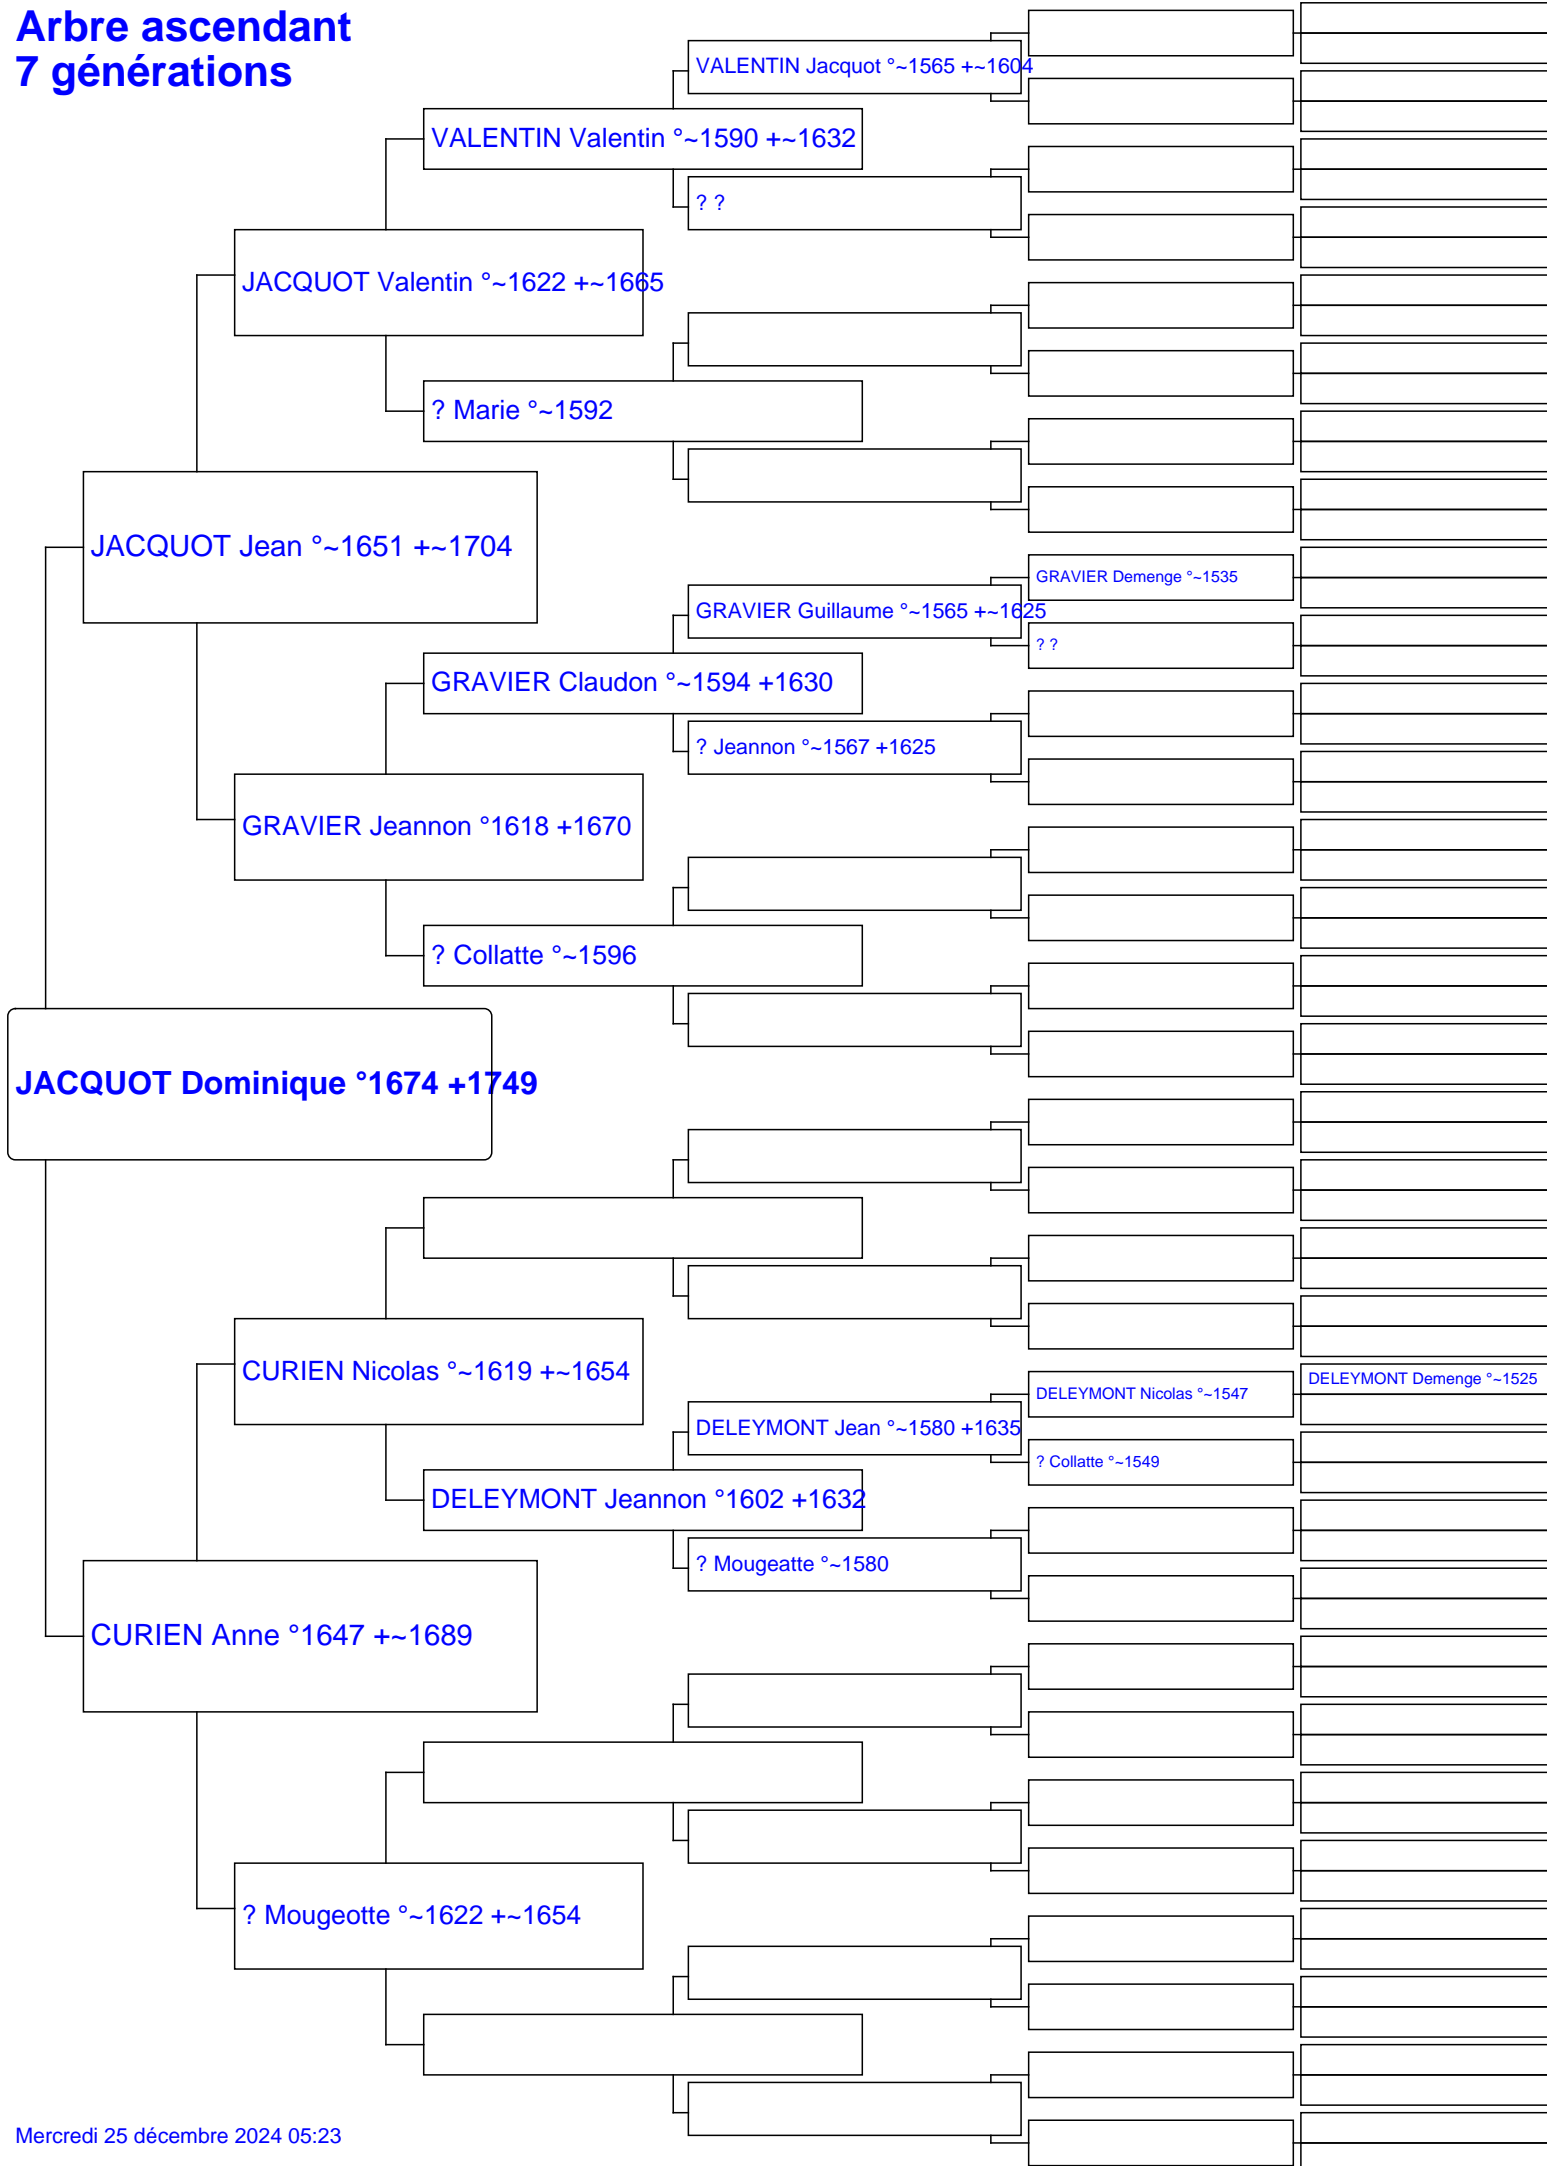 Arbre ascendant
7 générations
VALENTIN Jacquot °~1565 +~1604
VALENTIN Valentin °~1590 +~1632
? ?
JACQUOT Valentin °~1622 +~1665
? Marie °~1592
JACQUOT Jean °~1651 +~1704
GRAVIER Demenge °~1535
GRAVIER Guillaume °~1565 +~1625
? ?
GRAVIER Claudon °~1594 +1630
? Jeannon °~1567 +1625
GRAVIER Jeannon °1618 +1670
? Collatte °~1596
JACQUOT Dominique °1674 +1749
CURIEN Nicolas °~1619 +~1654
DELEYMONT Demenge °~1525
DELEYMONT Nicolas °~1547
DELEYMONT Jean °~1580 +1635
? Collatte °~1549
DELEYMONT Jeannon °1602 +1632
? Mougeatte °~1580
CURIEN Anne °1647 +~1689
? Mougeotte °~1622 +~1654
Mercredi 25 décembre 2024 05:23